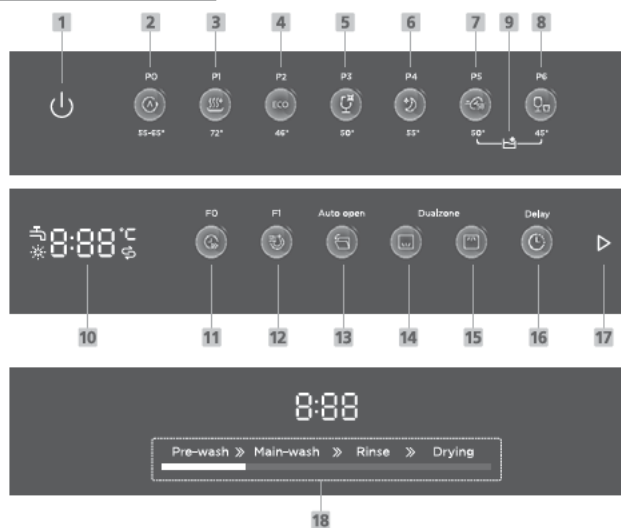 1 2 3 4 5 6 7 9 8
P0 P1 P2 P3 P4 P5 P6
ECO
55-65° 72° 46° 50° 55° 50° 45°
F0 F1 Auto open Dualzone Delay
8:88 °C
10 11 12 13 14 15 16 17
8:88
Pre-wash » Main-wash » Rinse » Drying
18